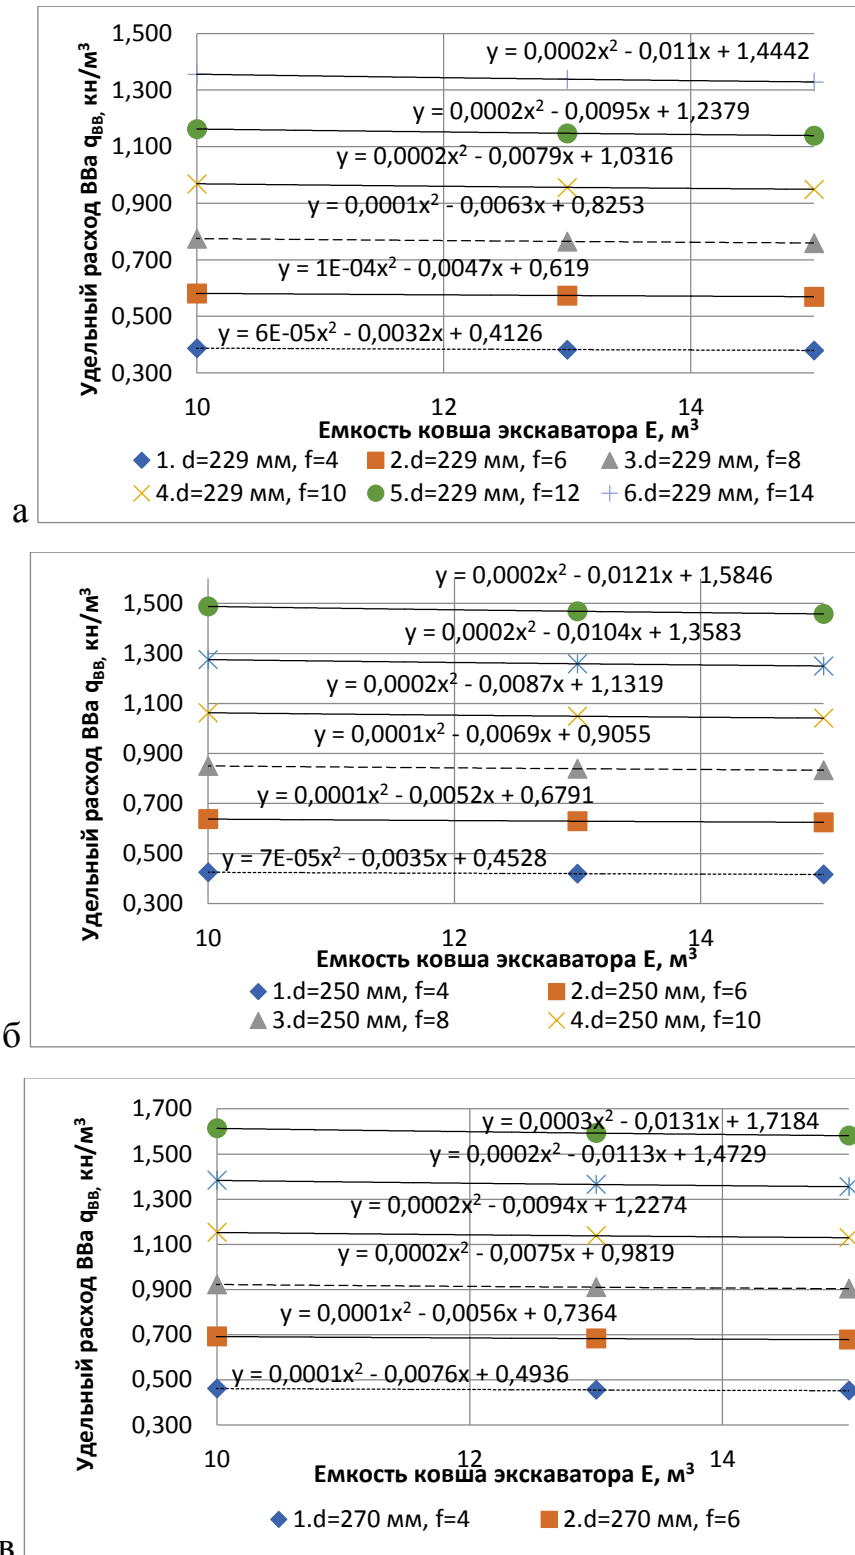 Удельный расход ВВа qВВ, кн/м³
1,500
1,300
1,100
0,900
0,700
0,500
0,300
y = 0,0002x² - 0,011x + 1,4442
y = 0,0002x² - 0,0095x + 1,2379
y = 0,0002x² - 0,0079x + 1,0316
y = 0,0001x² - 0,0063x + 0,8253
y = 1E-04x² - 0,0047x + 0,619
y = 6E-05x² - 0,0032x + 0,4126
10 12 14
Емкость ковша экскаватора Е, м³
1. d=229 мм, f=4 2.d=229 мм, f=6 3.d=229 мм, f=8
4.d=229 мм, f=10 5.d=229 мм, f=12 6.d=229 мм, f=14
а
Удельный расход ВВа qВВ, кн/м³
1,500
1,300
1,100
0,900
0,700
0,500
0,300
y = 0,0002x² - 0,0121x + 1,5846
y = 0,0002x² - 0,0104x + 1,3583
y = 0,0002x² - 0,0087x + 1,1319
y = 0,0001x² - 0,0069x + 0,9055
y = 0,0001x² - 0,0052x + 0,6791
y = 7E-05x² - 0,0035x + 0,4528
10 12 14
Емкость ковша экскаватора Е, м³
1.d=250 мм, f=4 2.d=250 мм, f=6
3.d=250 мм, f=8 4.d=250 мм, f=10
б
Удельный расход ВВа qВВ, кн/м³
1,700
1,500
1,300
1,100
0,900
0,700
0,500
0,300
y = 0,0003x² - 0,0131x + 1,7184
y = 0,0002x² - 0,0113x + 1,4729
y = 0,0002x² - 0,0094x + 1,2274
y = 0,0002x² - 0,0075x + 0,9819
y = 0,0001x² - 0,0056x + 0,7364
y = 0,0001x² - 0,0076x + 0,4936
10 12 14
Емкость ковша экскаватора Е, м³
1.d=270 мм, f=4 2.d=270 мм, f=6
в